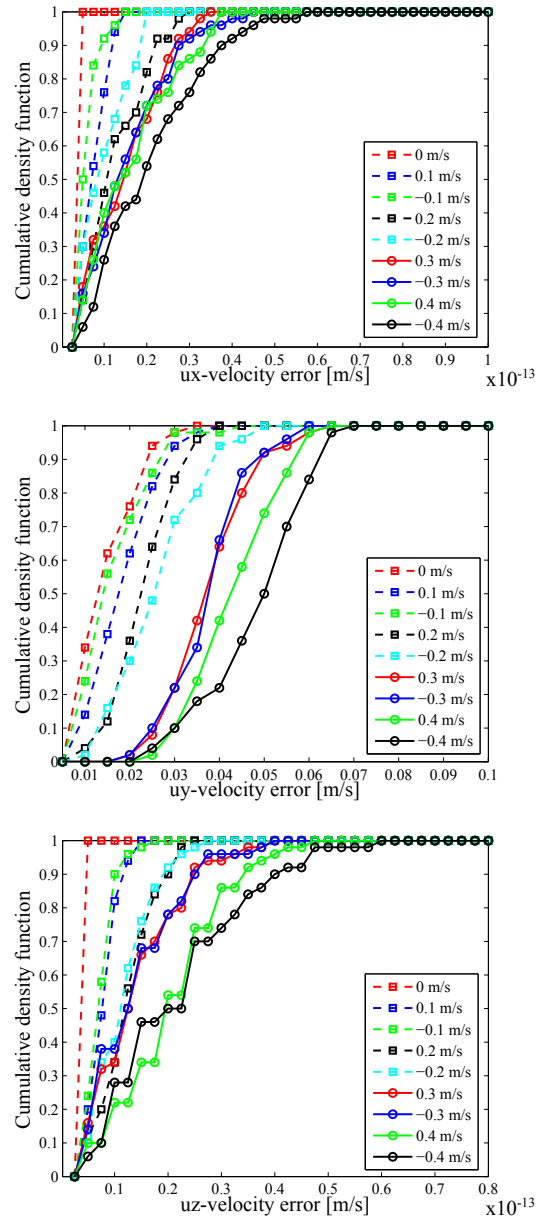 1
0.9
0.8
0.7
0.6
0.5
0.4
0.3
0.2
0.1
0
Cumulative density function
0 m/s
0.1 m/s
−0.1 m/s
0.2 m/s
−0.2 m/s
0.3 m/s
−0.3 m/s
0.4 m/s
−0.4 m/s
0.1 0.2 0.3 0.4 0.5 0.6 0.7 0.8 0.9 1
ux-velocity error [m/s]
x10⁻¹³
1
0.9
0.8
0.7
0.6
0.5
0.4
0.3
0.2
0.1
0
Cumulative density function
0 m/s
0.1 m/s
−0.1 m/s
0.2 m/s
−0.2 m/s
0.3 m/s
−0.3 m/s
0.4 m/s
−0.4 m/s
0.01 0.02 0.03 0.04 0.05 0.06 0.07 0.08 0.09 0.1
uy-velocity error [m/s]
1
0.9
0.8
0.7
0.6
0.5
0.4
0.3
0.2
0.1
0
Cumulative density function
0 m/s
0.1 m/s
−0.1 m/s
0.2 m/s
−0.2 m/s
0.3 m/s
−0.3 m/s
0.4 m/s
−0.4 m/s
0.1 0.2 0.3 0.4 0.5 0.6 0.7 0.8
uz-velocity error [m/s]
x10⁻¹³